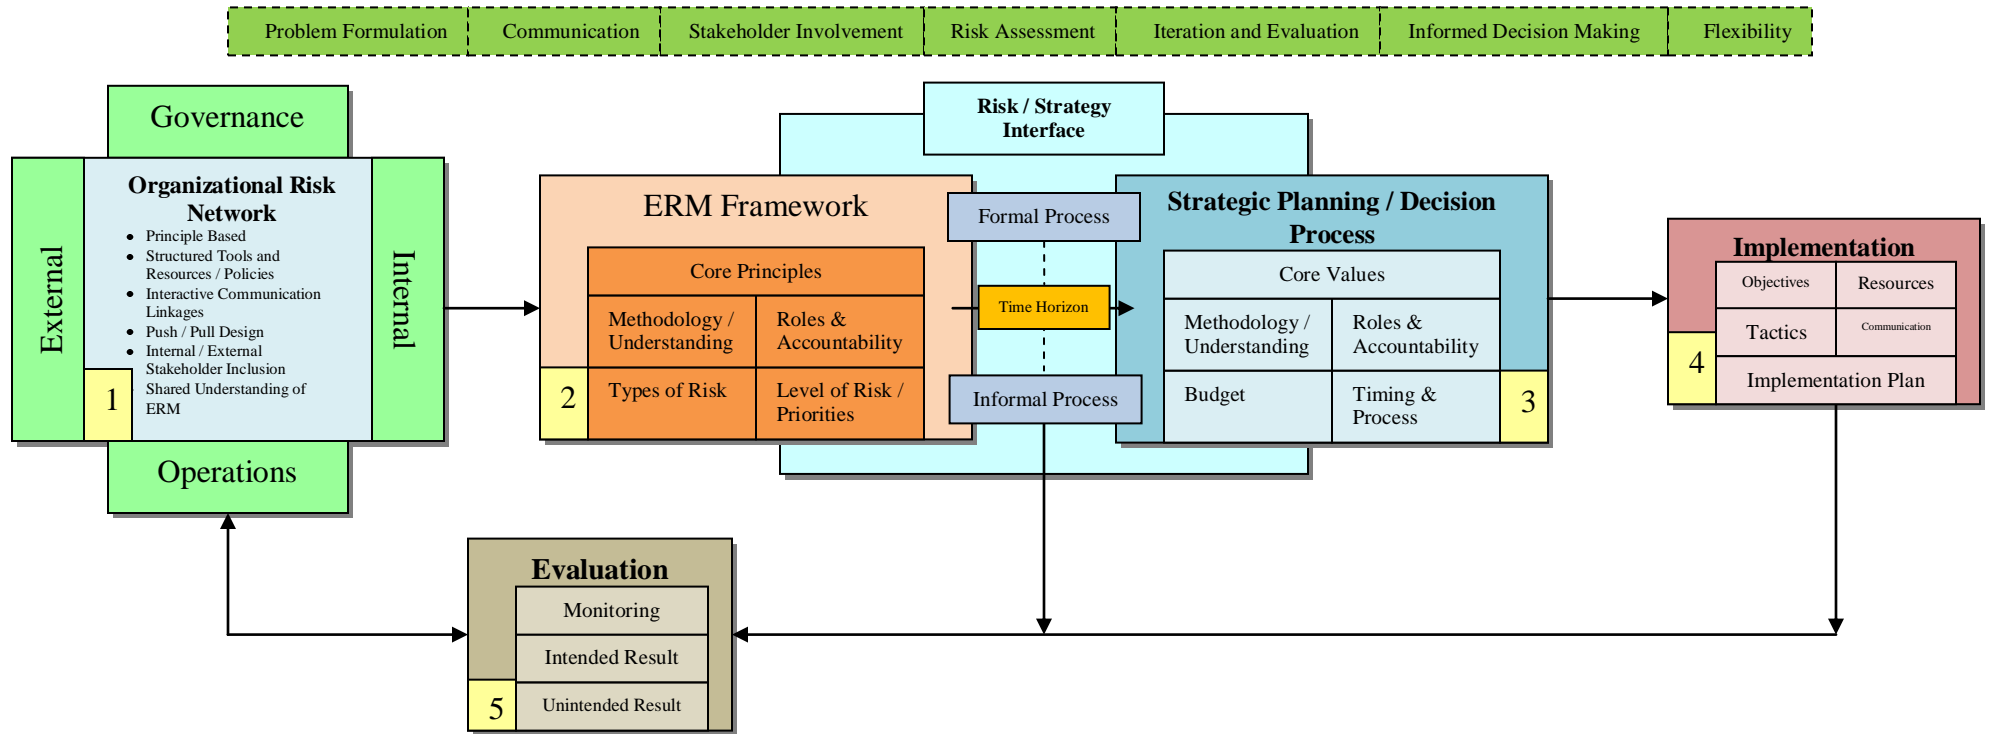 Problem Formulation
Communication
Stakeholder Involvement
Risk Assessment
Iteration and Evaluation
Informed Decision Making
Flexibility
Governance
External
Organizational Risk
Network
• Principle Based
• Structured Tools and
Resources / Policies
• Interactive Communication
Linkages
• Push / Pull Design
• Internal / External
Stakeholder Inclusion
Shared Understanding of
ERM
1
Internal
Operations
Risk / Strategy
Interface
ERM Framework
Core Principles
Methodology /
Understanding
Roles &
Accountability
Types of Risk
Level of Risk /
Priorities
2
Formal Process
Time Horizon
Informal Process
Strategic Planning / Decision
Process
Core Values
Methodology /
Understanding
Roles &
Accountability
Budget
Timing &
Process
3
Implementation
Objectives
Resources
Tactics
Communication
Implementation Plan
4
Evaluation
Monitoring
Intended Result
Unintended Result
5